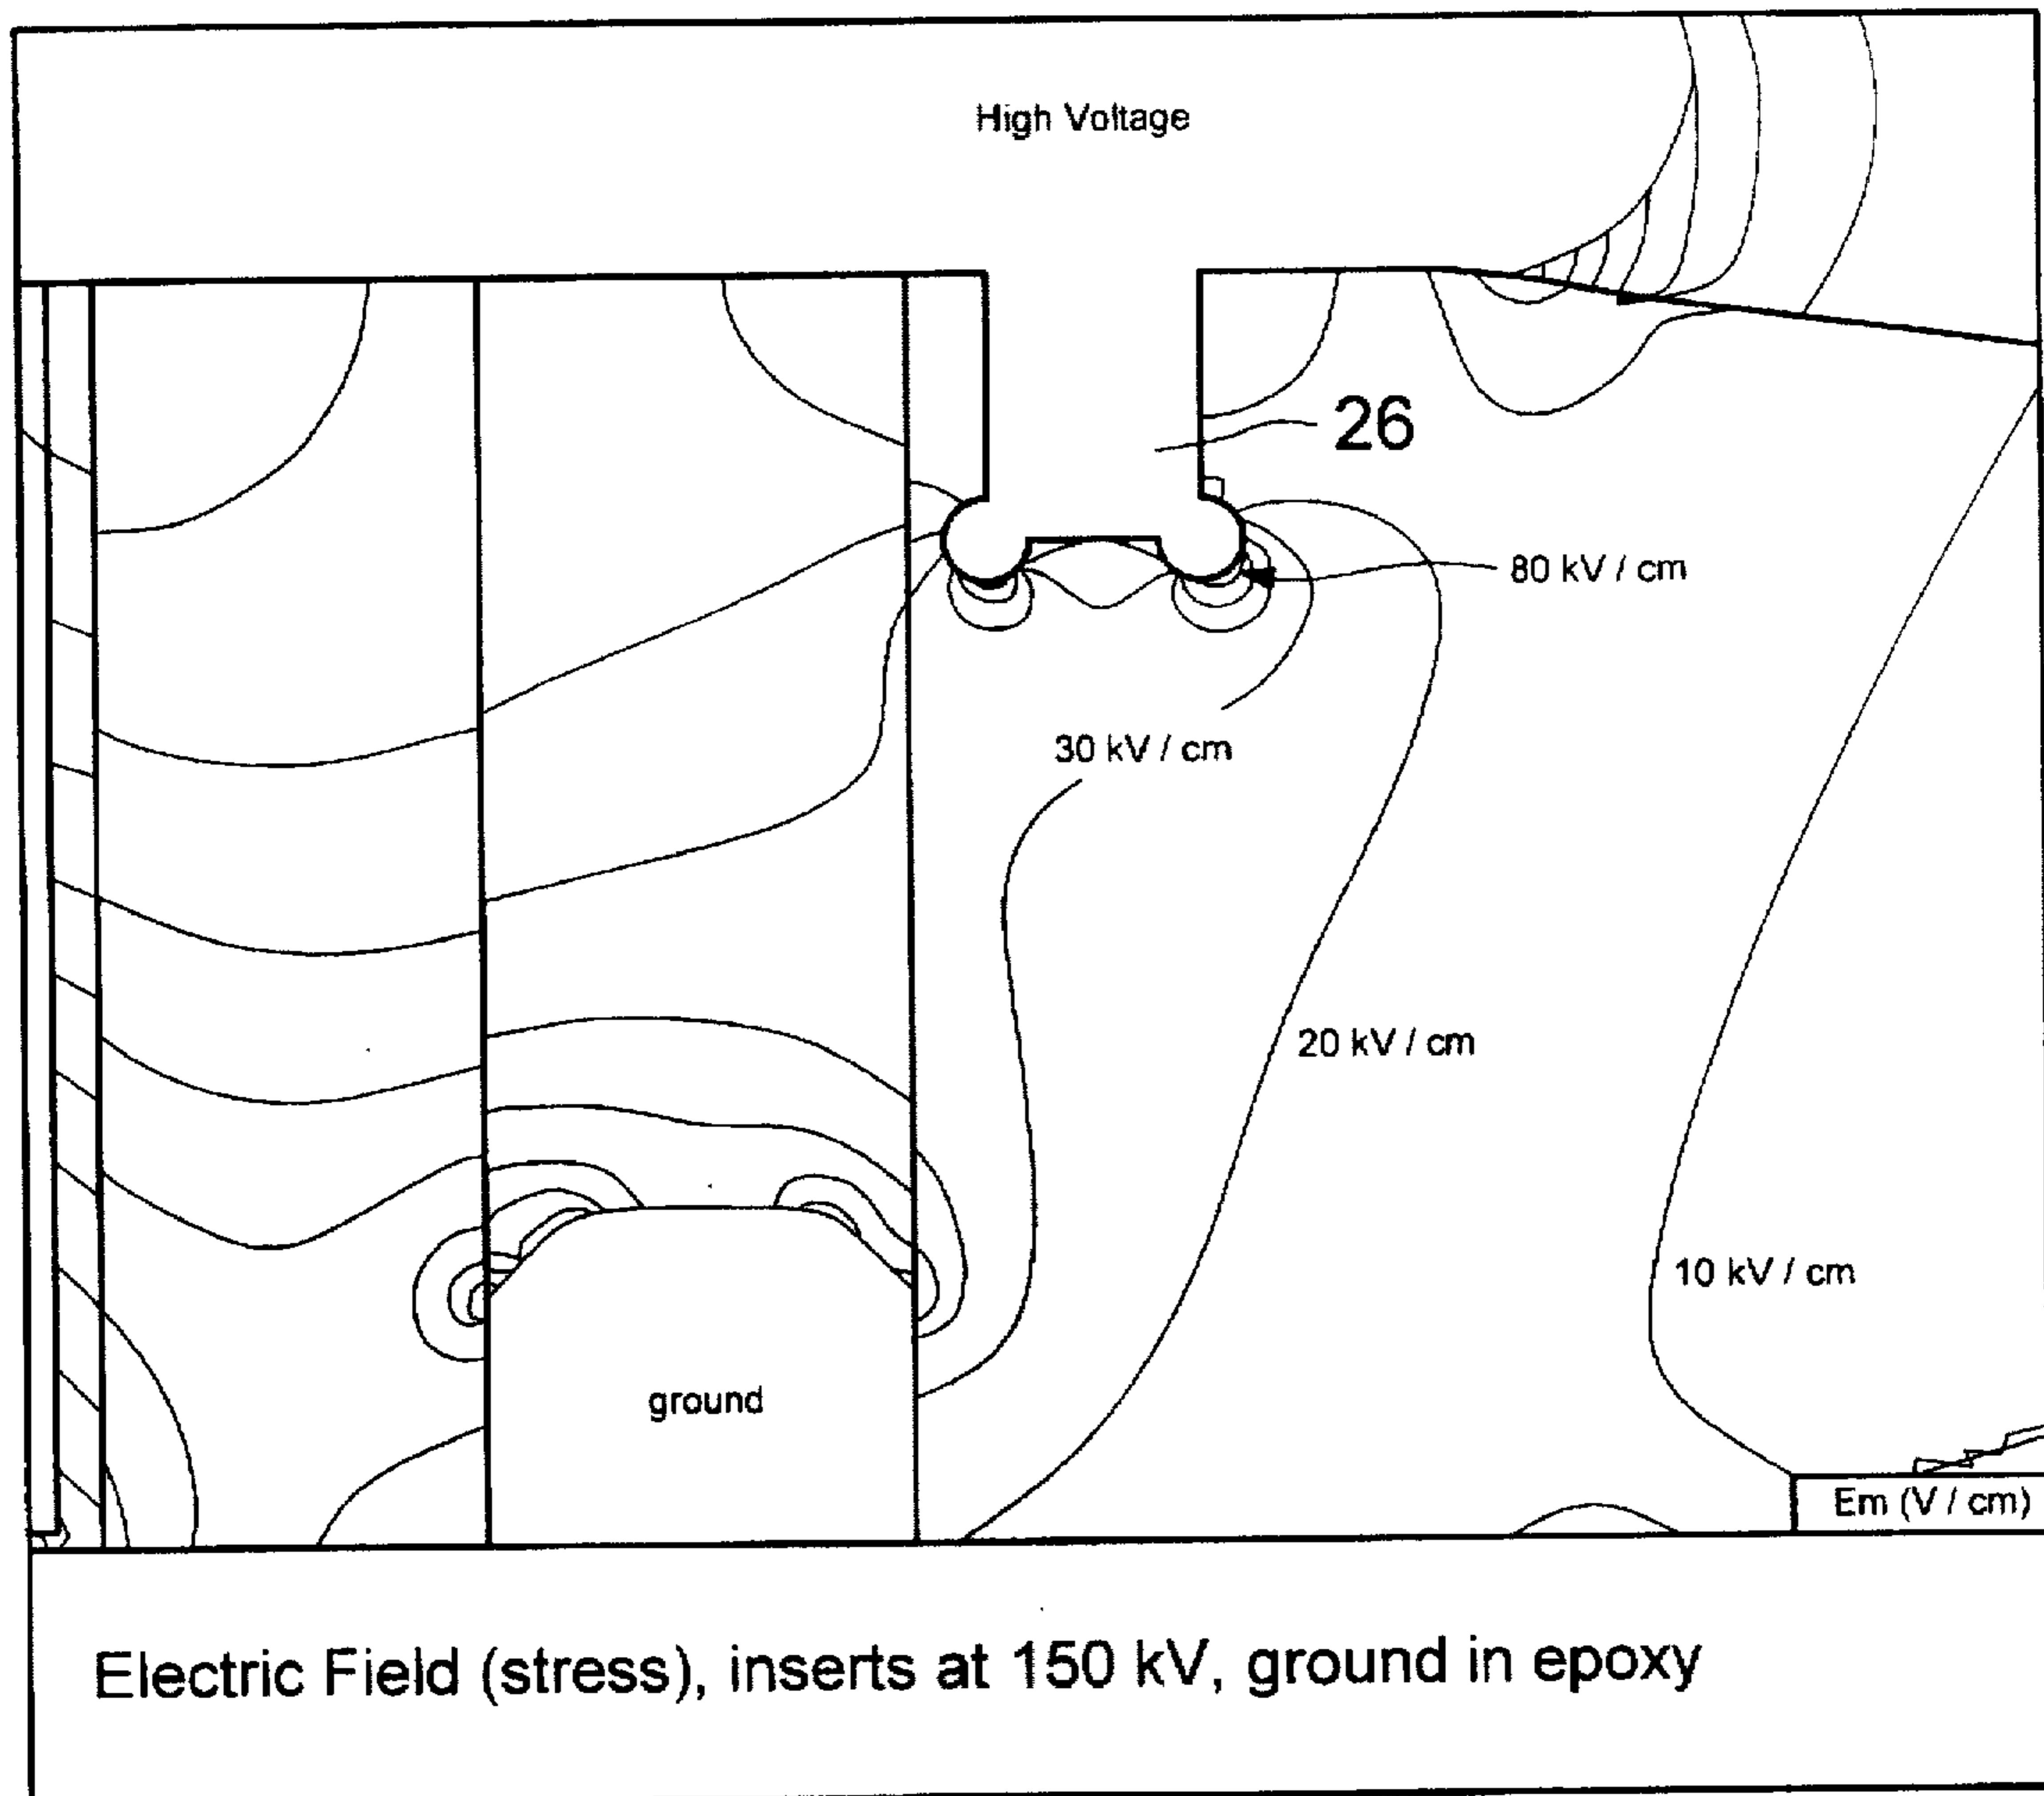 High Voltage
26
80 kV / cm
30 kV / cm
20 kV / cm
10 kV / cm
ground
Em (V / cm)
Electric Field (stress), inserts at 150 kV, ground in epoxy